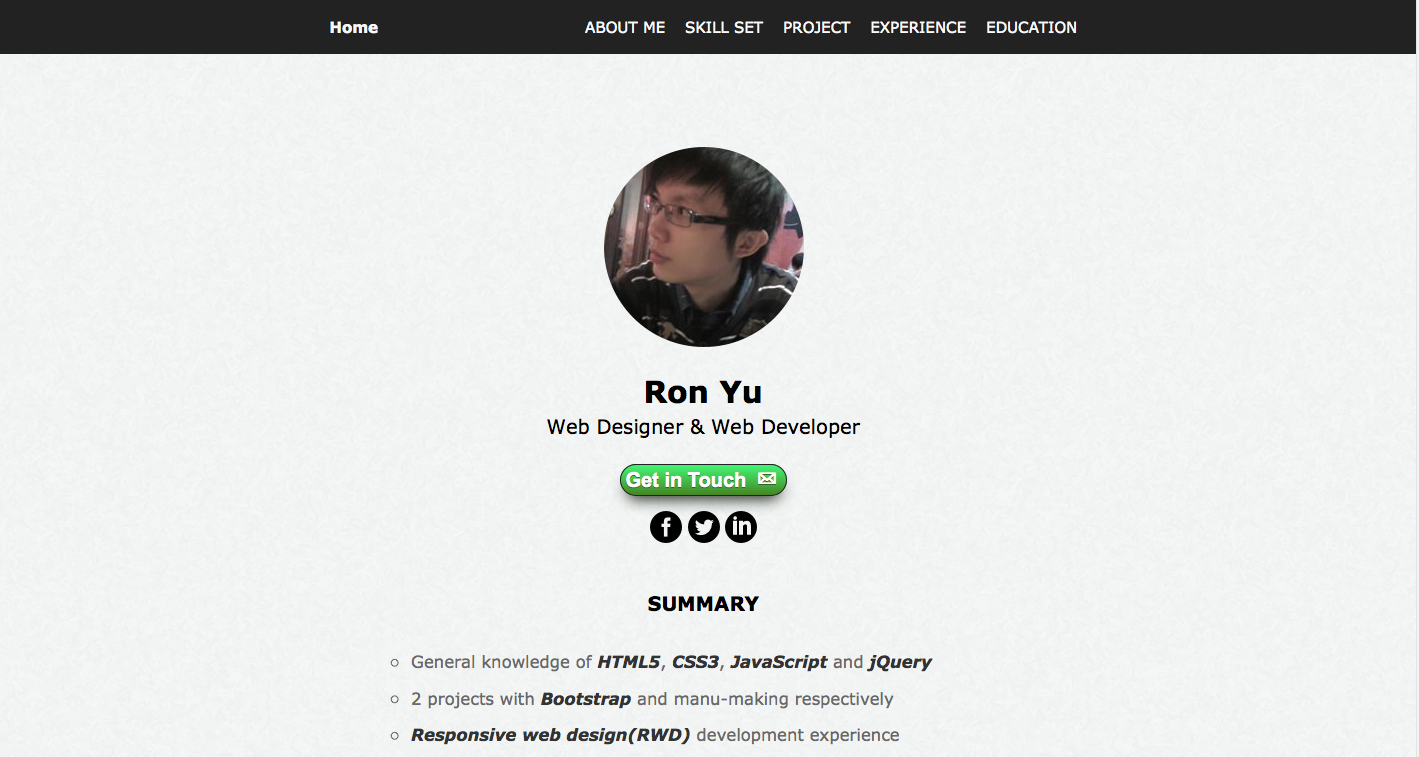 Home ABOUT ME SKILL SET PROJECT EXPERIENCE EDUCATION
Ron Yu
Web Designer & Web Developer
Get in Touch
SUMMARY
General knowledge of HTML5, CSS3, JavaScript and jQuery
2 projects with Bootstrap and manu-making respectively
Responsive web design(RWD) development experience